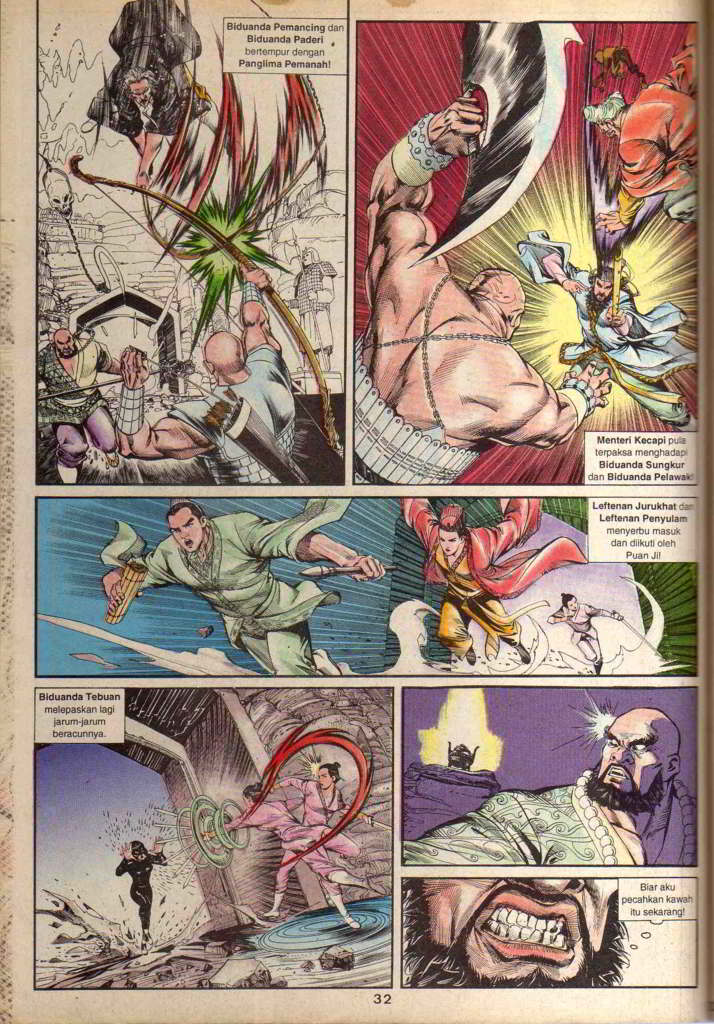 Biduanda Pemancing dan
Biduanda Paderi
bertempur dengan
Panglima Pemanah!
Menteri Kecapi pula
terpaksa menghadapi
Biduanda Sungkur
dan Biduanda Pelawak!
Leftenan Jurukhat dan
Leftenan Penyulam
menyerbu masuk
dan diikuti oleh
Puan Ji!
Biduanda Tebuan
melepaskan lagi
jarum-jarum
beracunnya.
Biar aku
pecahkan kawah
itu sekarang!
32